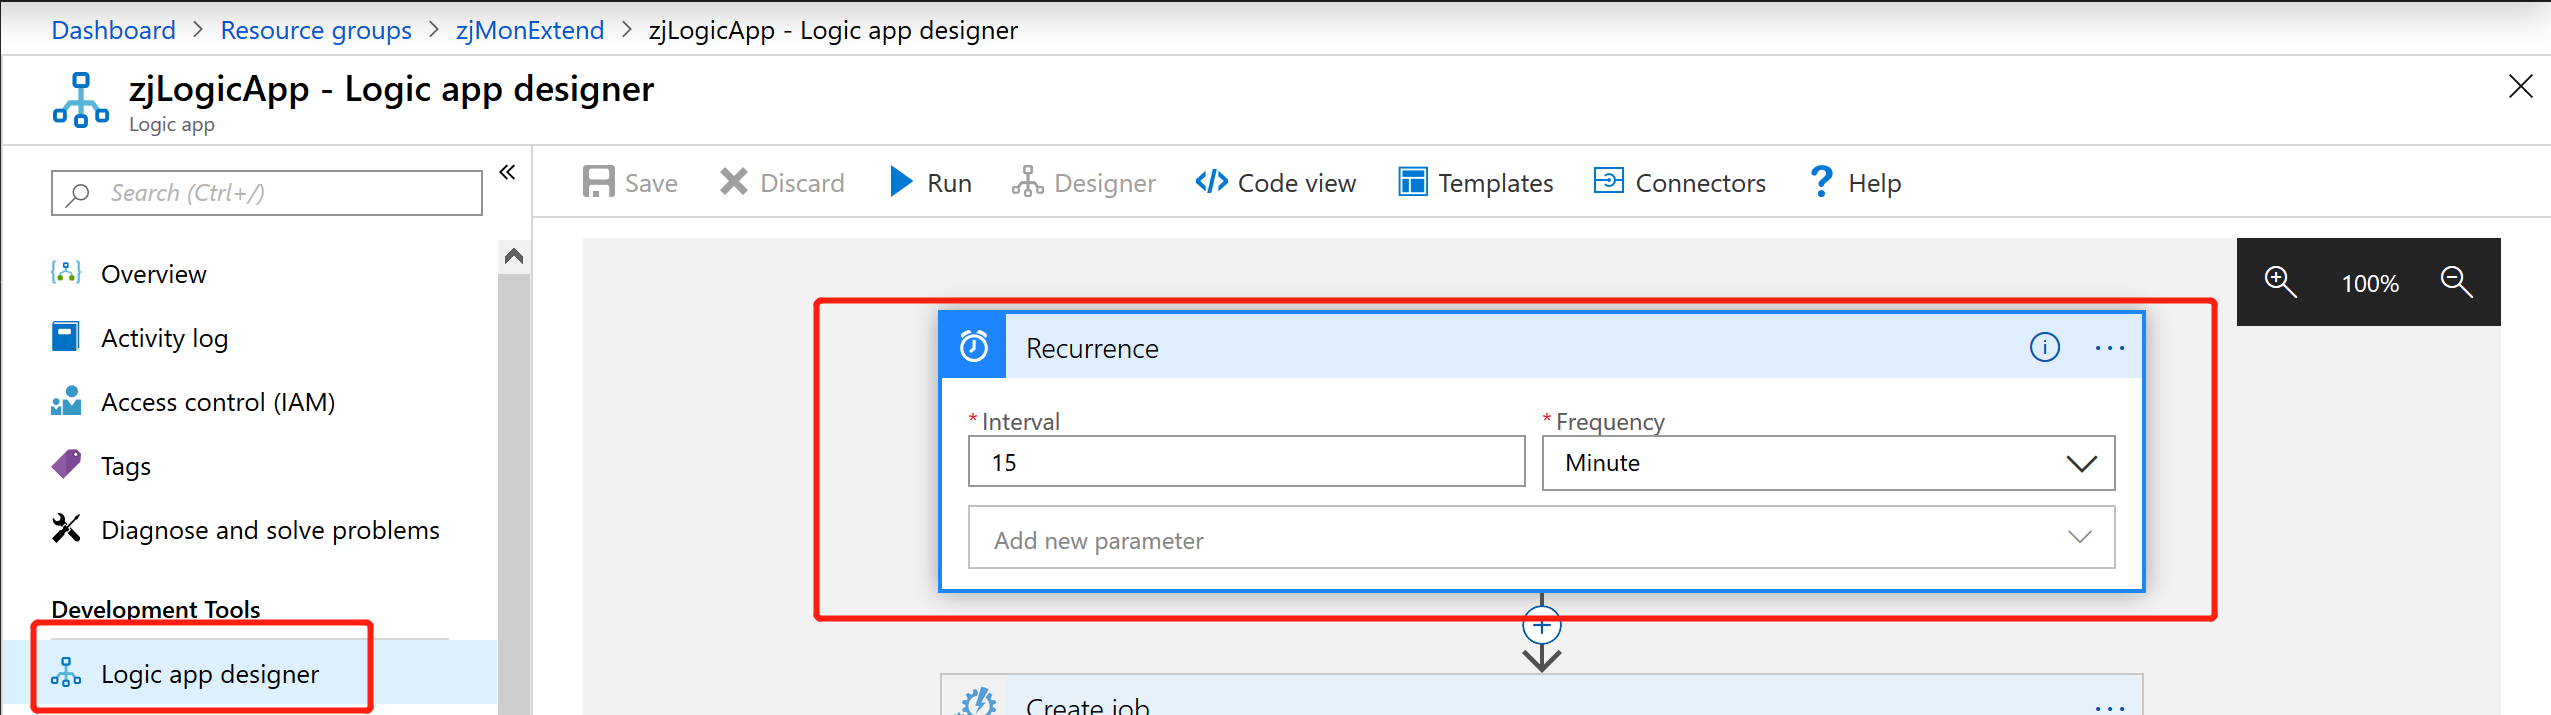 Dashboard > Resource groups > zjMonExtend > zjLogicApp - Logic app designer
zjLogicApp - Logic app designer
Logic app
Search (Ctrl+/)
«
Save
Discard
Run
Designer
Code view
Templates
Connectors
? Help
Overview
Activity log
Access control (IAM)
Tags
Diagnose and solve problems
Development Tools
Logic app designer
100%
Recurrence
* Interval
* Frequency
15
Minute
Add new parameter
Create job